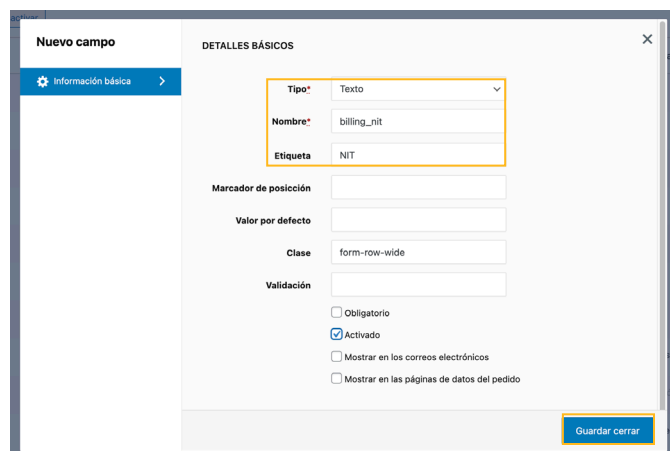 activar
Nuevo campo
DETALLES BÁSICOS
Información básica
Tipo*
Texto
Nombre*
billing_nit
Etiqueta
NIT
Marcador de posicción
Valor por defecto
Clase
form-row-wide
Validación
Obligatorio
Activado
Mostrar en los correos electrónicos
Mostrar en las páginas de datos del pedido
Guardar cerrar